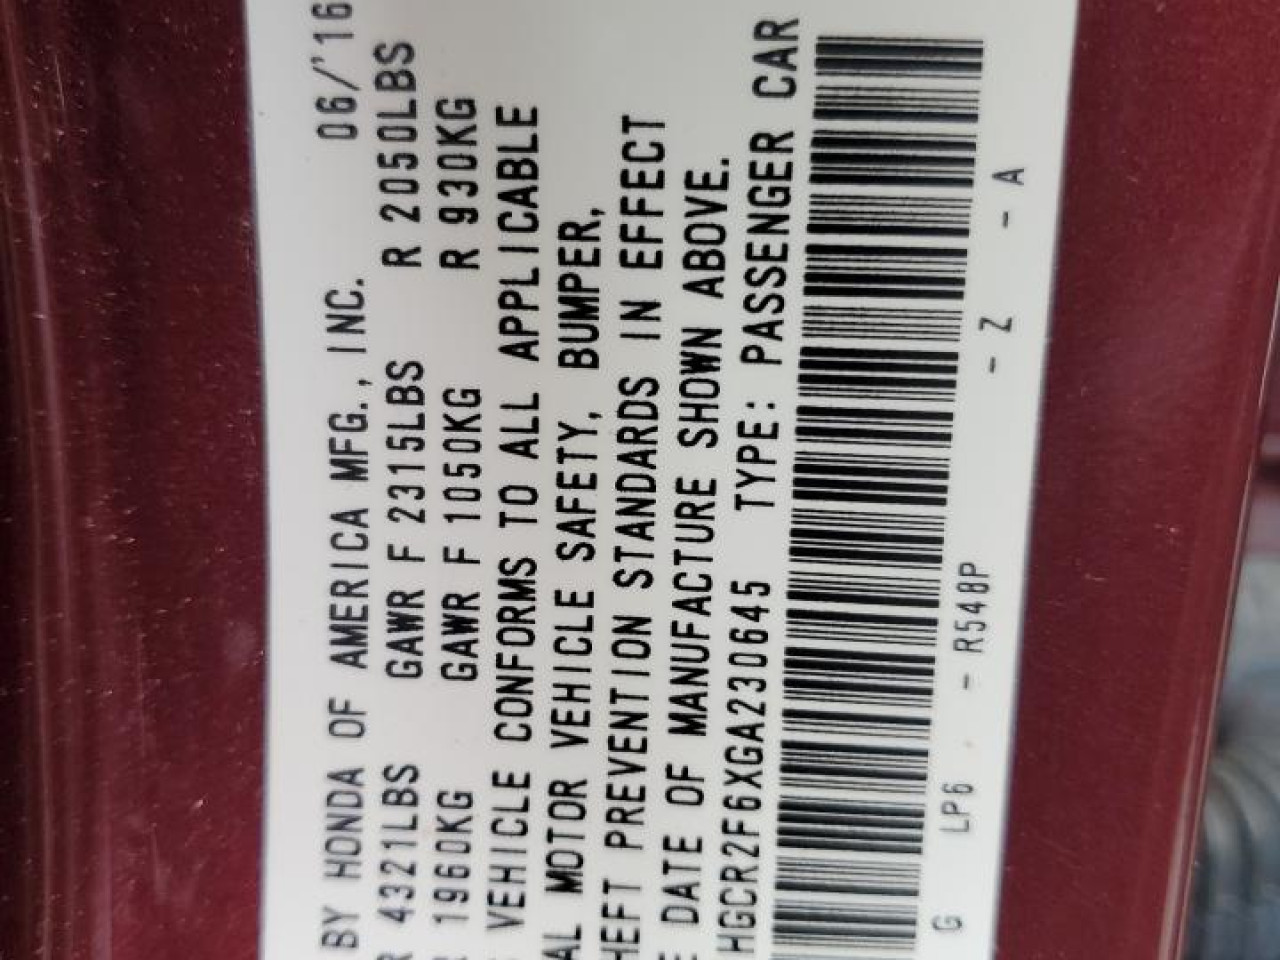 BY HONDA OF AMERICA MFG., INC. 06/'16
4321LBS GAWR F 2315LBS R 2050LBS
1960KG GAWR F 1050KG R 930KG
VEHICLE CONFORMS TO ALL APPLICABLE
AL MOTOR VEHICLE SAFETY, BUMPER,
HEFT PREVENTION STANDARDS IN EFFECT
E DATE OF MANUFACTURE SHOWN ABOVE.
HGCR2F6XGA230645 TYPE: PASSENGER CAR
G LP6 - R548P - Z - A